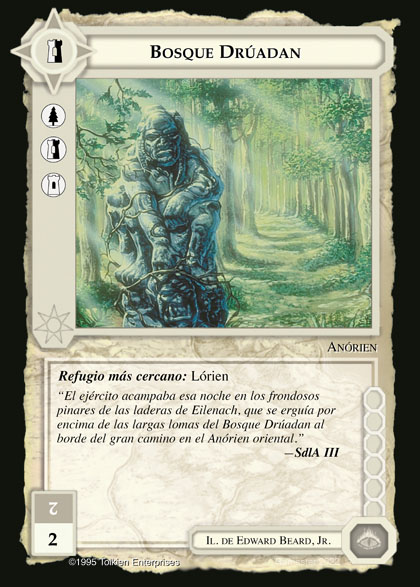 Bosque Drúadan
Anórien
Refugio más cercano: Lórien
“El ejército acampaba esa noche en los frondosos
pinares de las laderas de Eilenach, que se erguía por
encima de las largas lomas del Bosque Drúadan al
borde del gran camino en el Anórien oriental.”
—SdlA III
2
2
Il. de Edward Beard, Jr.
©1995 Tolkien Enterprises